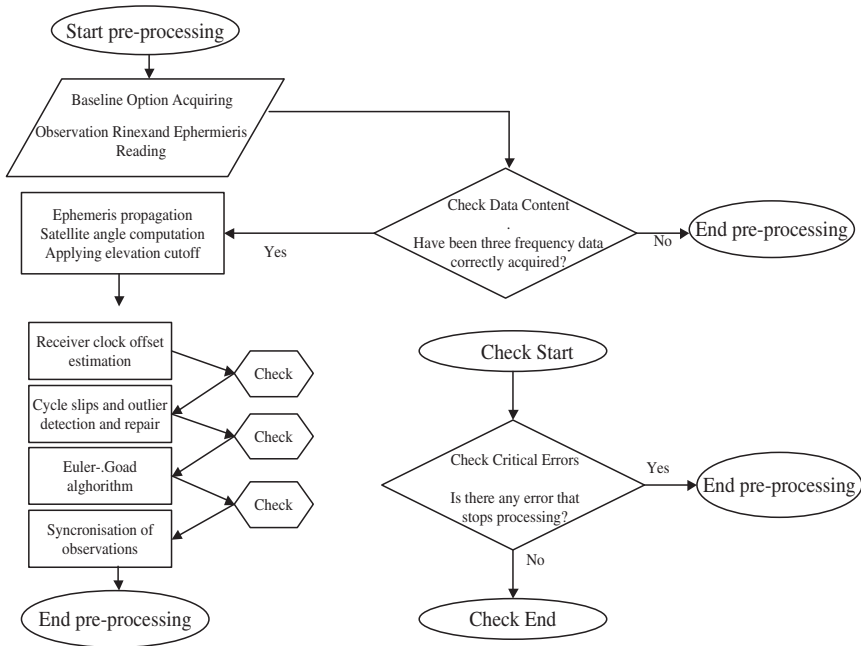 Start pre-processing
Baseline Option Acquiring
Observation Rinexand Ephermieris
Reading
Check Data Content
.
Have been three frequency data
correctly acquired?
No
End pre-processing
Yes
Ephemeris propagation
Satellite angle computation
Applying elevation cutoff
Receiver clock offset
estimation
Check
Cycle slips and outlier
detection and repair
Check
Euler-.Goad
alghorithm
Check
Syncronisation of
observations
End pre-processing
Check Start
Check Critical Errors
Is there any error that
stops processing?
Yes
End pre-processing
No
Check End